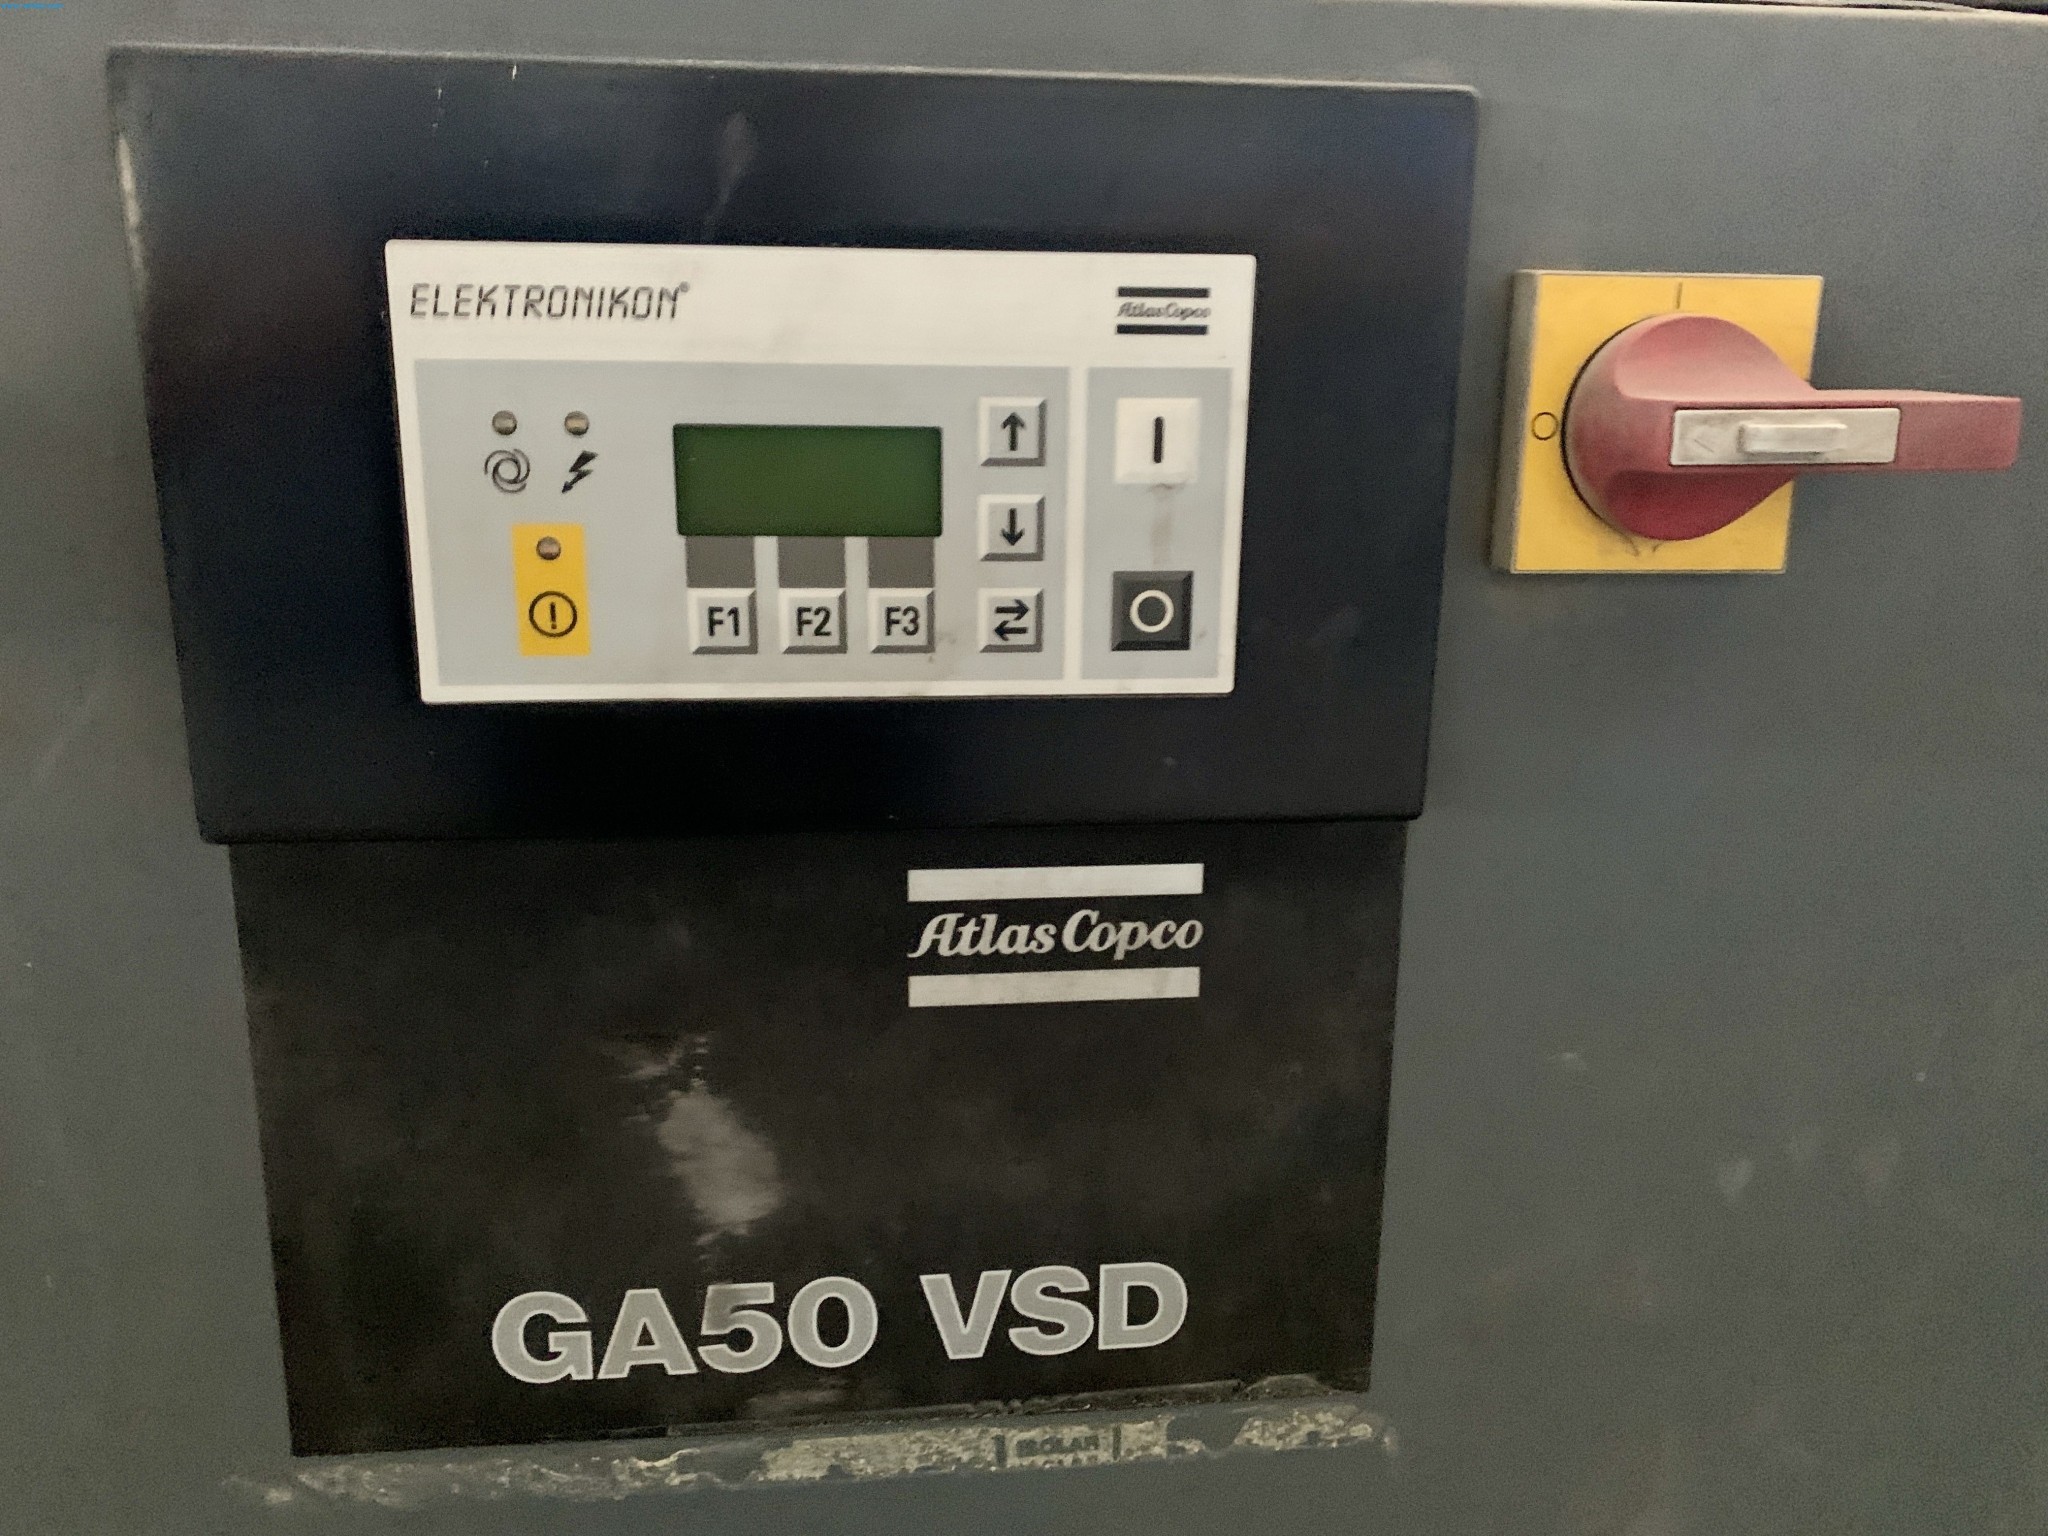 ELEKTRONIKON®
Atlas Copco
I
F1 F2 F3
O
I
O
Atlas Copco
GA50 VSD